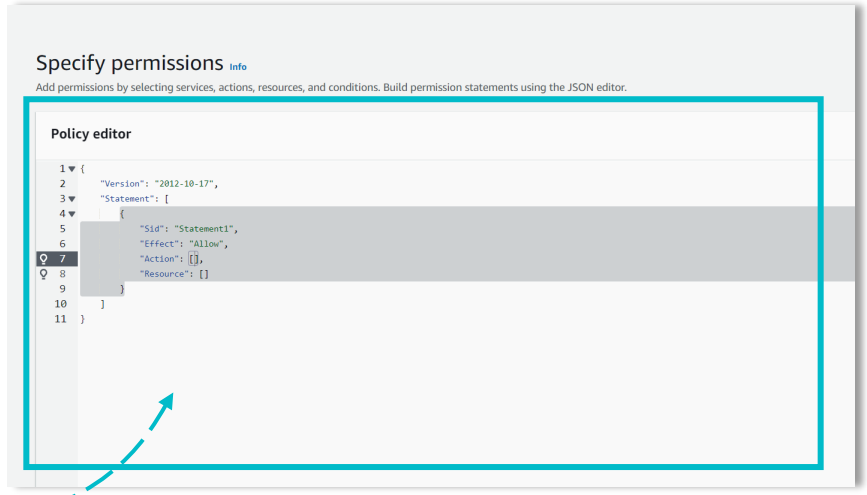 Specify permissions Info
Add permissions by selecting services, actions, resources, and conditions. Build permission statements using the JSON editor.
Policy editor
1 {
2 "Version": "2012-10-17",
3 "Statement": [
4 {
5 "Sid": "Statement1",
6 "Effect": "Allow",
7 "Action": [],
8 "Resource": []
9 }
10 ]
11 }